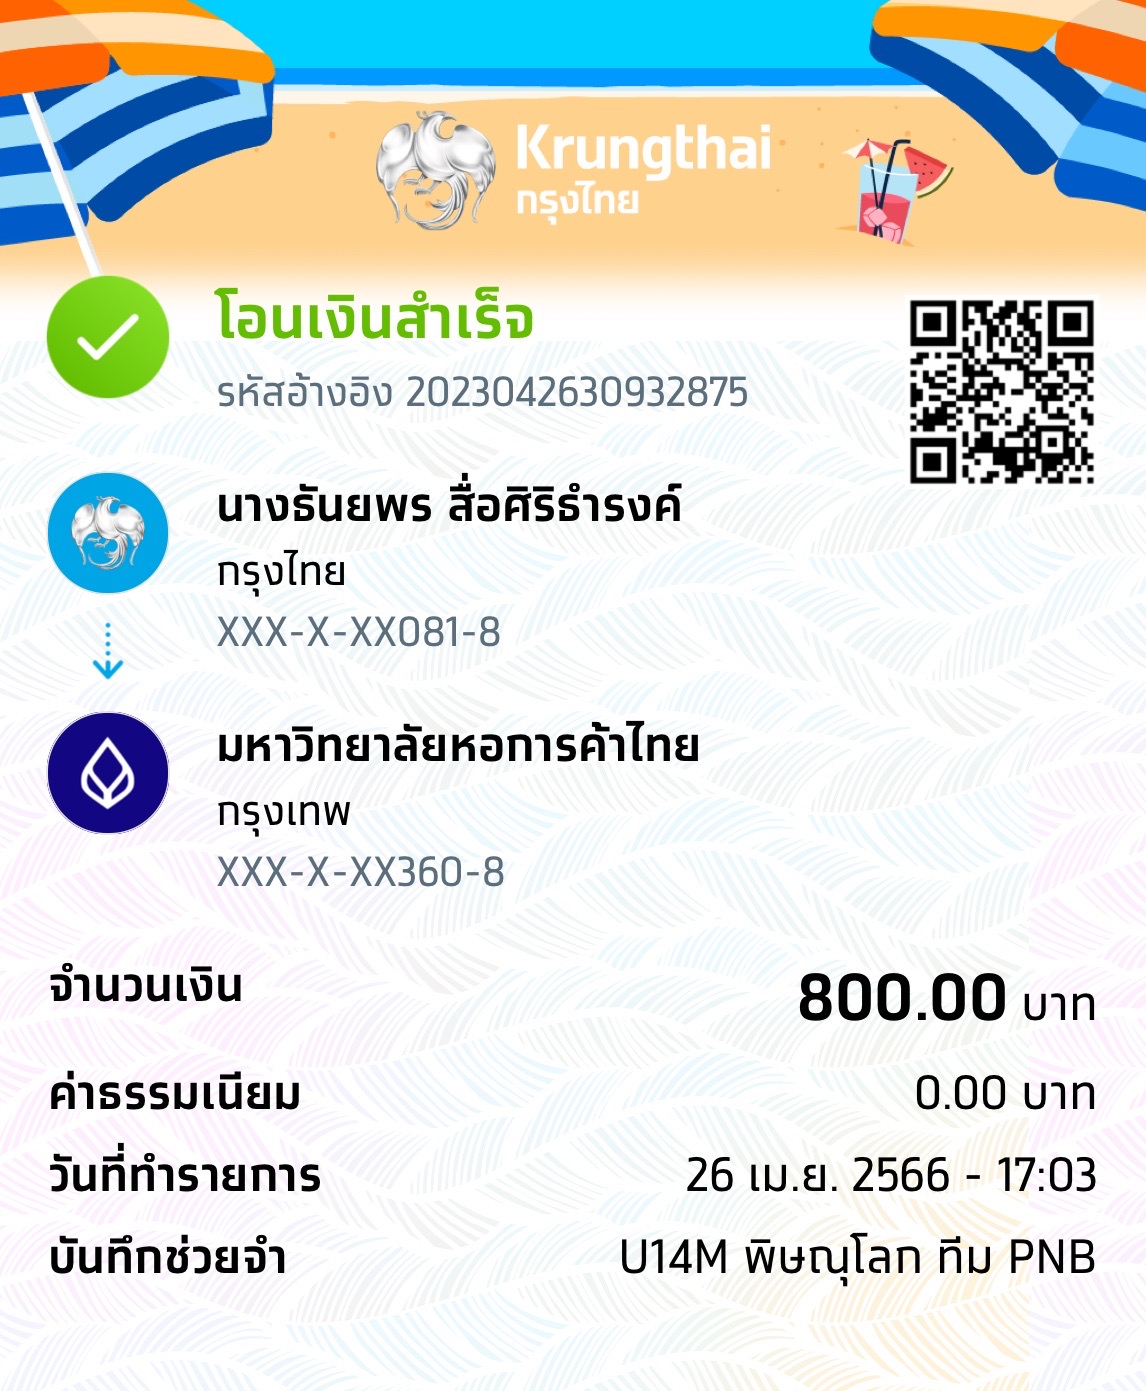 Krungthai
กรุงไทย
โอนเงินสำเร็จ
รหัสอ้างอิง 2023042630932875
นางธันยพร สื่อศิริธำรงค์
กรุงไทย
XXX-X-XX081-8
มหาวิทยาลัยหอการค้าไทย
กรุงเทพ
XXX-X-XX360-8
จำนวนเงิน 800.00 บาท
ค่าธรรมเนียม 0.00 บาท
วันที่ทำรายการ 26 เม.ย. 2566 - 17:03
บันทึกช่วยจำ U14M พิษณุโลก ทีม PNB